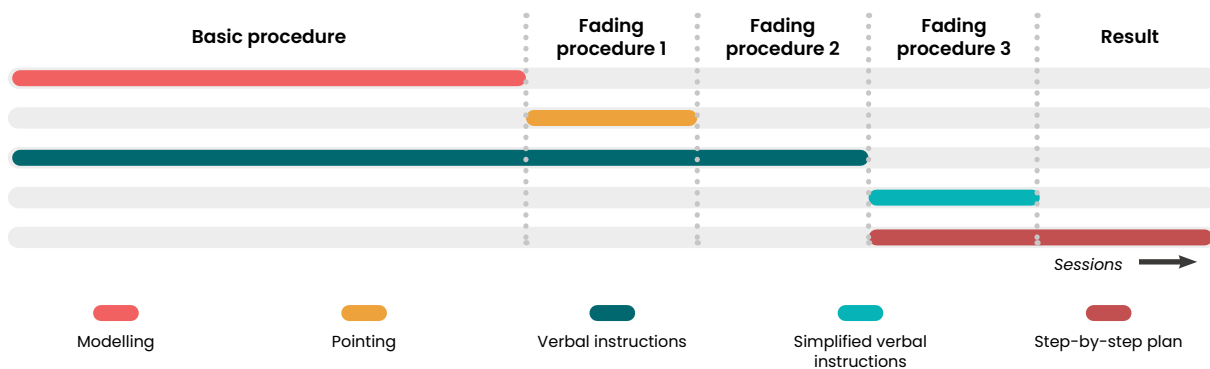 Basic procedure
Fading
procedure 1
Fading
procedure 2
Fading
procedure 3
Result
Sessions
Modelling
Pointing
Verbal instructions
Simplified verbal
instructions
Step-by-step plan